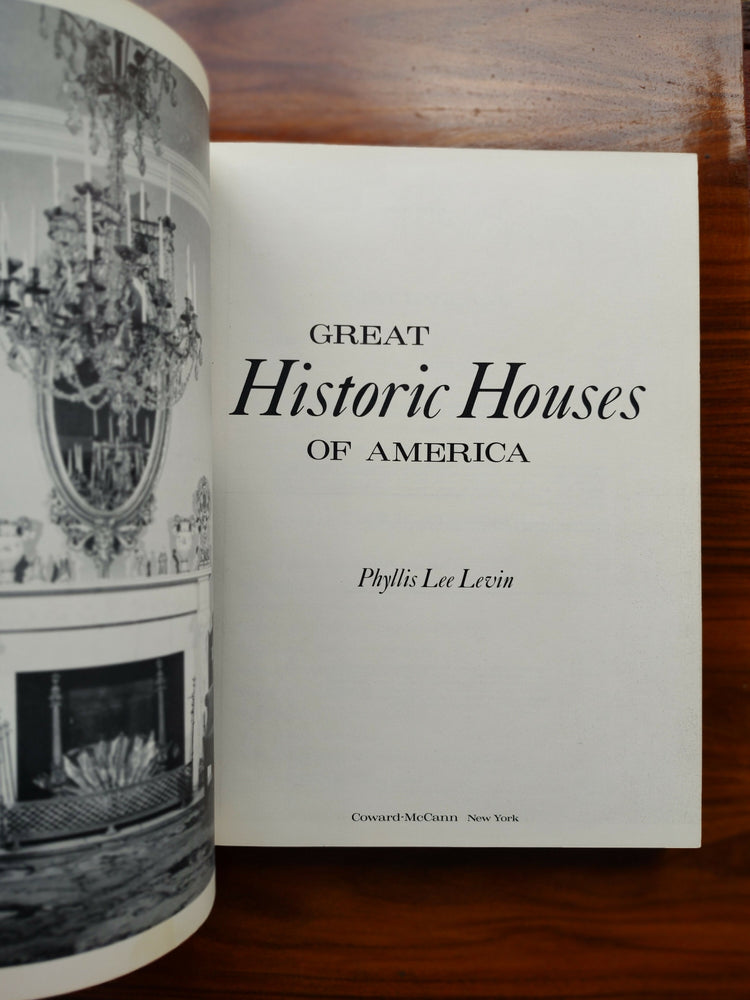 GREAT
Historic Houses
OF AMERICA
Phyllis Lee Levin
Coward·McCann New York